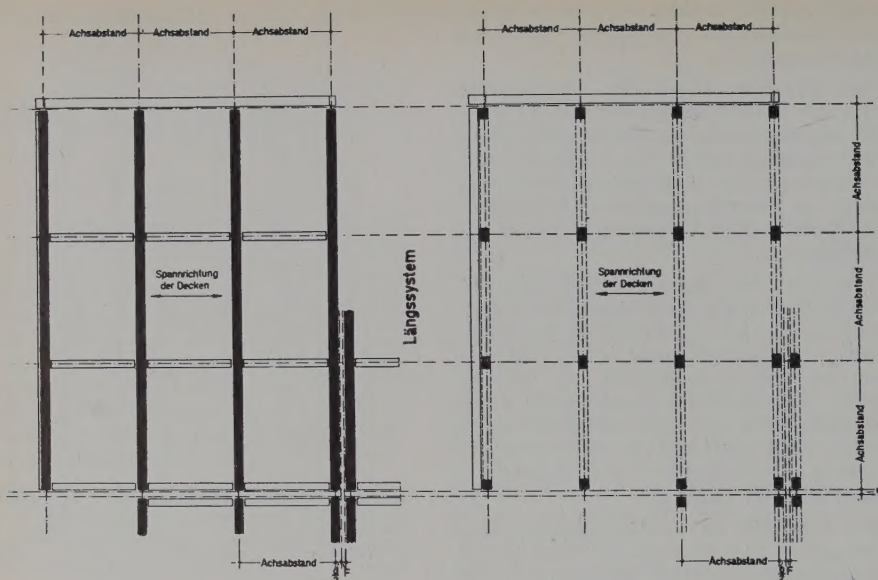 Achsabstand Achsabstand Achsabstand
Achsabstand Achsabstand Achsabstand
Spannrichtung
der Decken
Längssystem
Spannrichtung
der Decken
Achsabstand
Achsabstand
Achsabstand
Achsabstand
F
Achsabstand
F